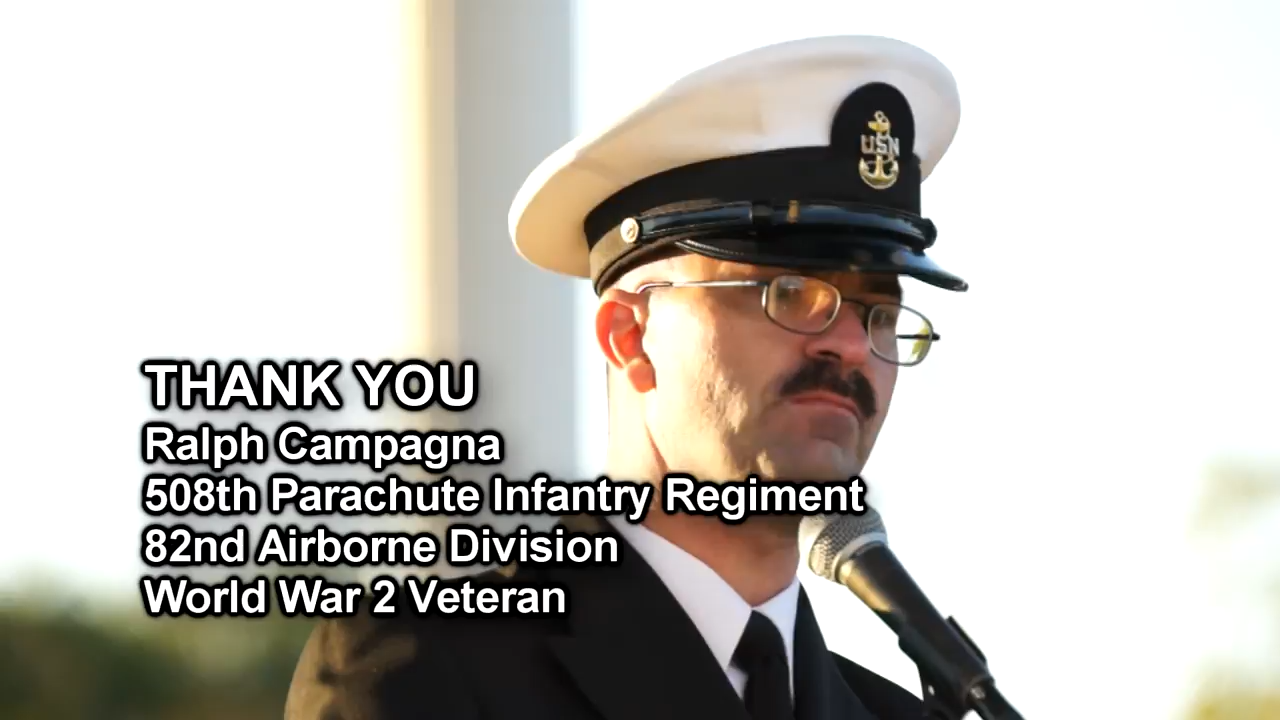 USN
THANK YOU
Ralph Campagna
508th Parachute Infantry Regiment
82nd Airborne Division
World War 2 Veteran